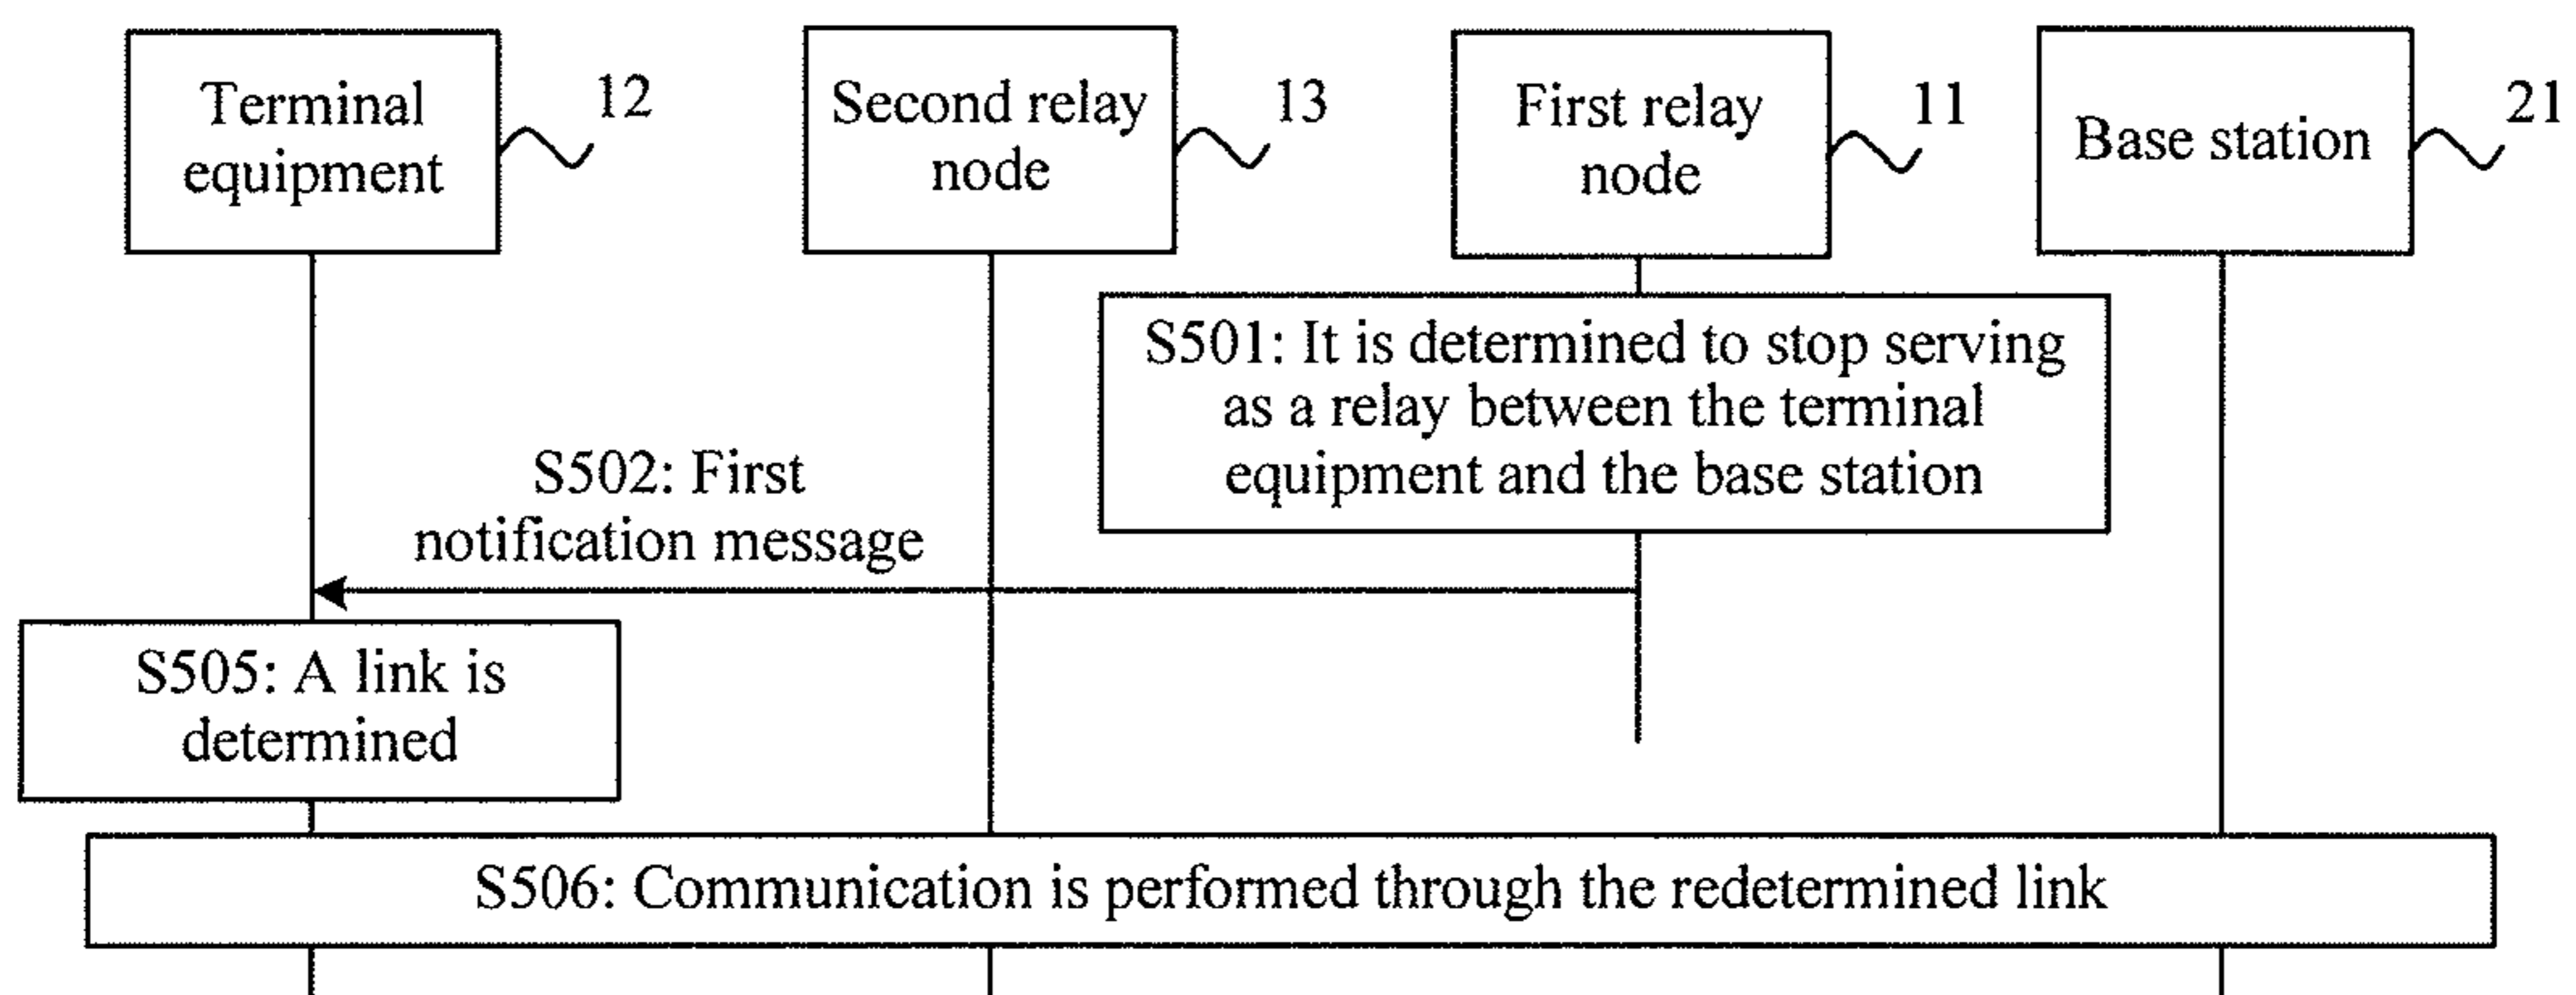 Terminal
equipment
12
Second relay
node
13
First relay
node
11
Base station
21
S501: It is determined to stop serving
as a relay between the terminal
equipment and the base station
S502: First
notification message
S505: A link is
determined
S506: Communication is performed through the redetermined link